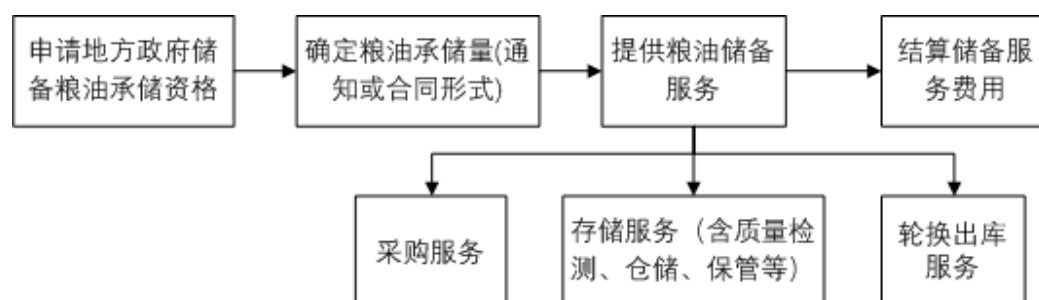 申请地方政府储
备粮油承储资格
确定粮油承储量(通
知或合同形式)
提供粮油储备
服务
结算储备服
务费用
采购服务
存储服务（含质量检
测、仓储、保管等）
轮换出库
服务